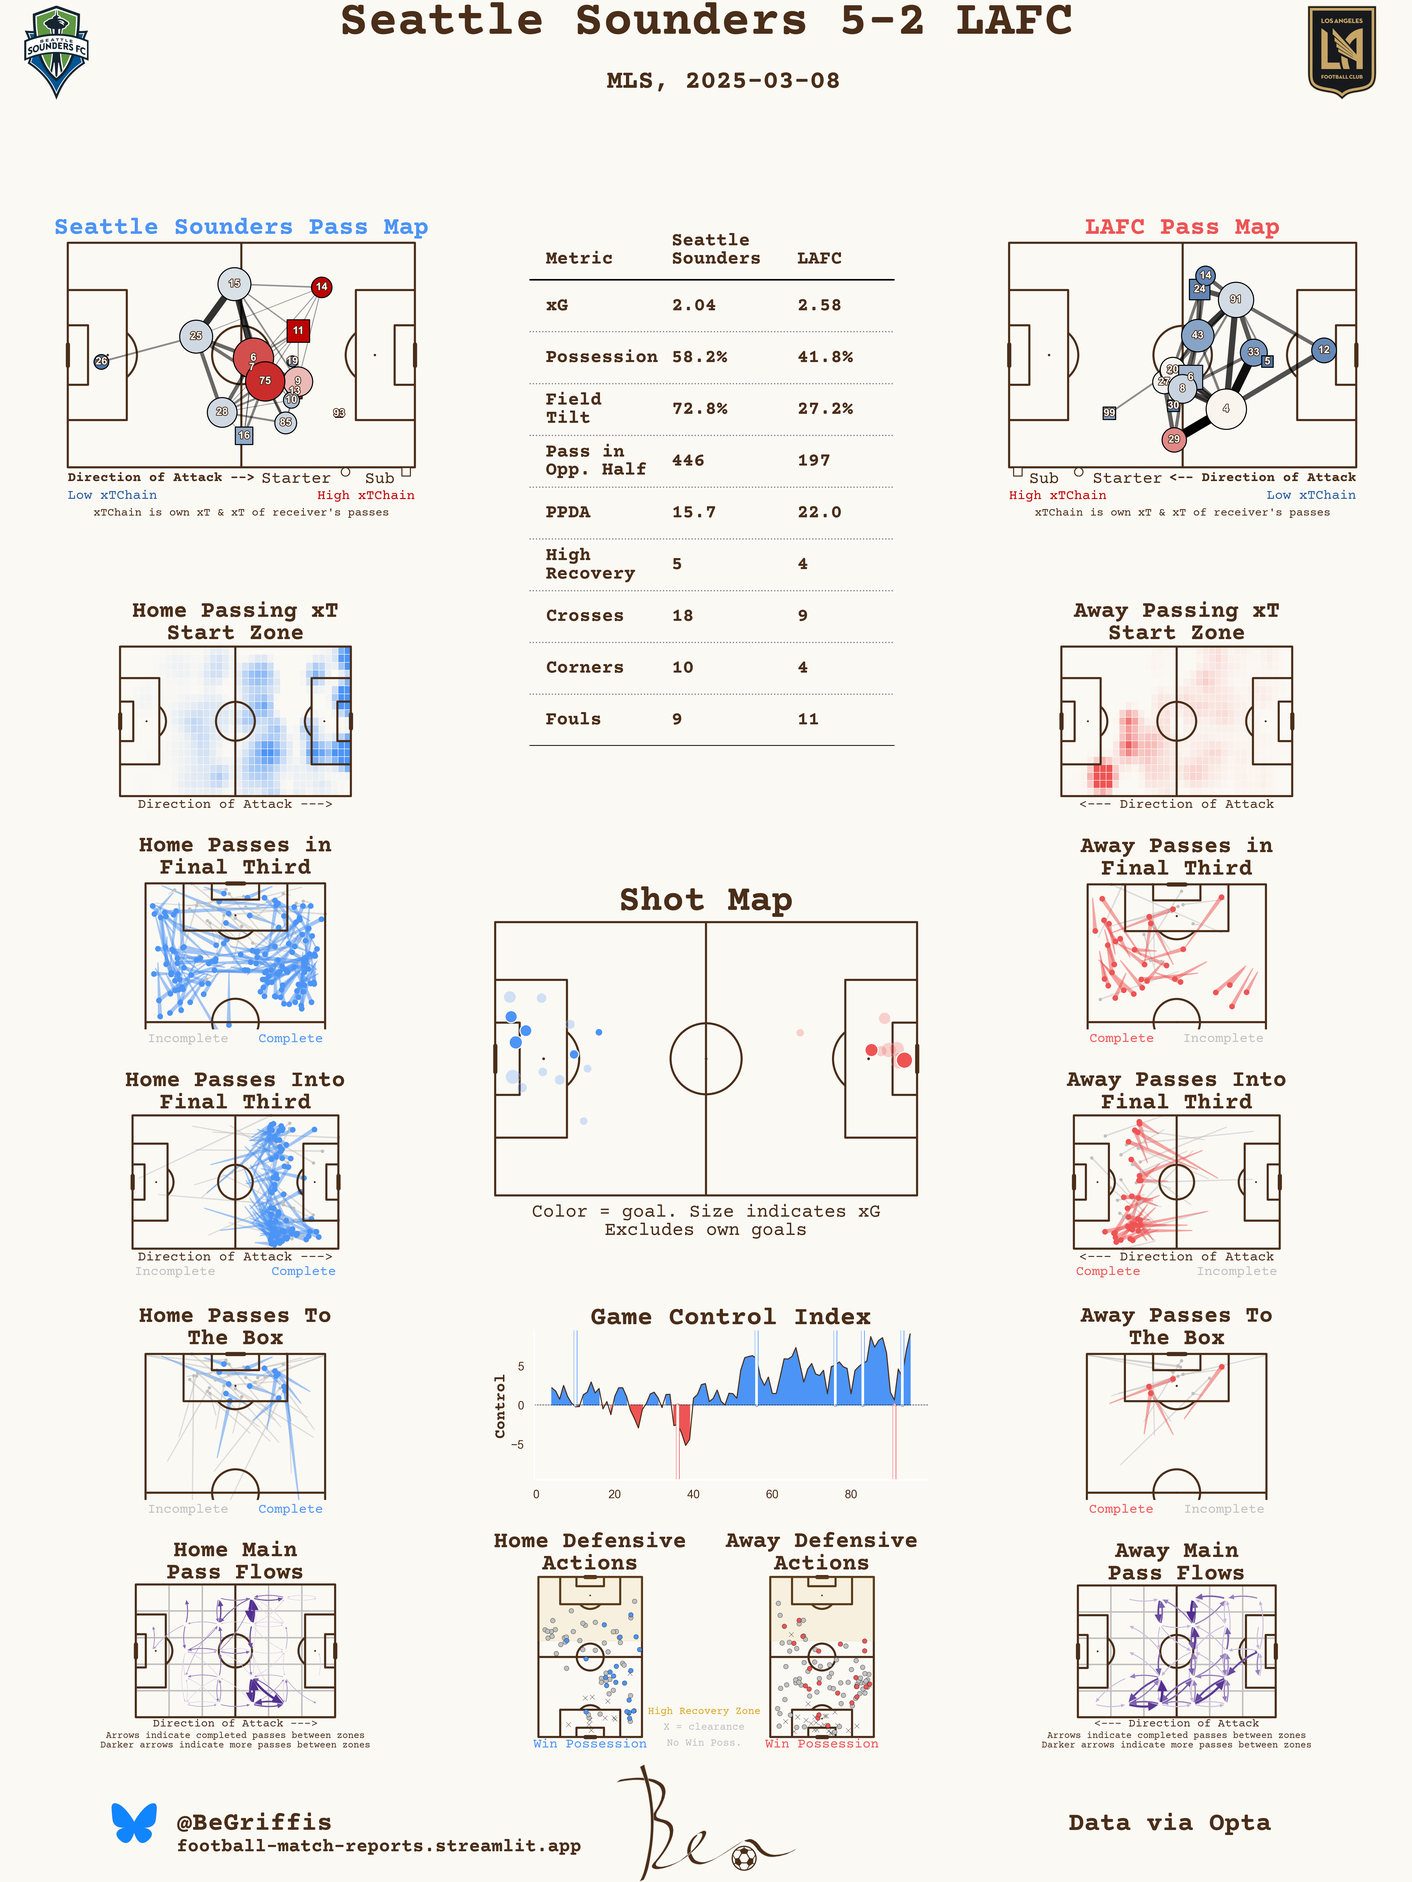 Seattle Sounders 5-2 LAFC
MLS, 2025-03-08
SEATTLE
SOUNDERS FC
LOS ANGELES
FOOTBALL CLUB
Seattle Sounders Pass Map
15
14
11
25
26
6
7
19
75
9
13
10
28
85
93
16
Direction of Attack --> Starter Sub
Low xTChain High xTChain
xTChain is own xT & xT of receiver's passes
Metric Seattle Sounders LAFC
xG 2.04 2.58
Possession 58.2% 41.8%
Field Tilt 72.8% 27.2%
Pass in Opp. Half 446 197
PPDA 15.7 22.0
High Recovery 5 4
Crosses 18 9
Corners 10 4
Fouls 9 11
LAFC Pass Map
14
24
91
43
33
5
12
20
27
6
8
30
4
99
29
Sub Starter <-- Direction of Attack
High xTChain Low xTChain
xTChain is own xT & xT of receiver's passes
Home Passing xT
Start Zone
Direction of Attack --->
Away Passing xT
Start Zone
<--- Direction of Attack
Home Passes in
Final Third
Incomplete Complete
Away Passes in
Final Third
Complete Incomplete
Shot Map
Color = goal. Size indicates xG
Excludes own goals
Home Passes Into
Final Third
Direction of Attack --->
Incomplete Complete
Away Passes Into
Final Third
<--- Direction of Attack
Complete Incomplete
Home Passes To
The Box
Incomplete Complete
Game Control Index
Control
5
0
−5
0 20 40 60 80
Away Passes To
The Box
Complete Incomplete
Home Main
Pass Flows
Direction of Attack --->
Arrows indicate completed passes between zones
Darker arrows indicate more passes between zones
Home Defensive
Actions
Win Possession
High Recovery Zone
X = clearance
No Win Poss.
Away Defensive
Actions
Win Possession
Away Main
Pass Flows
<--- Direction of Attack
Arrows indicate completed passes between zones
Darker arrows indicate more passes between zones
@BeGriffis
football-match-reports.streamlit.app
Ben
Data via Opta